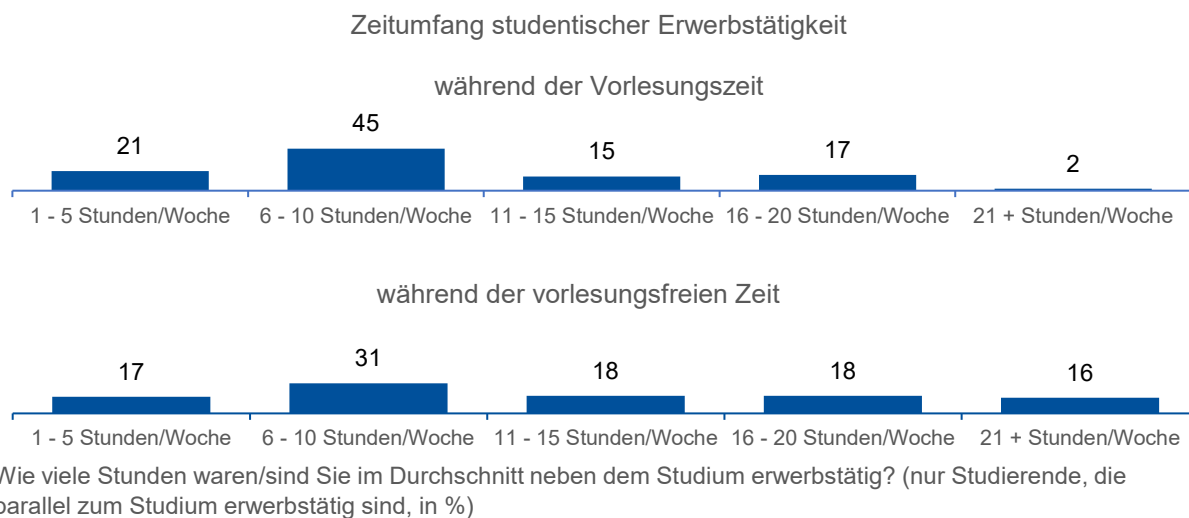 Zeitumfang studentischer Erwerbstätigkeit
während der Vorlesungszeit
21 45 15 17 2
1 - 5 Stunden/Woche 6 - 10 Stunden/Woche 11 - 15 Stunden/Woche 16 - 20 Stunden/Woche 21 + Stunden/Woche
während der vorlesungsfreien Zeit
17 31 18 18 16
1 - 5 Stunden/Woche 6 - 10 Stunden/Woche 11 - 15 Stunden/Woche 16 - 20 Stunden/Woche 21 + Stunden/Woche
Wie viele Stunden waren/sind Sie im Durchschnitt neben dem Studium erwerbstätig? (nur Studierende, die
parallel zum Studium erwerbstätig sind, in %)